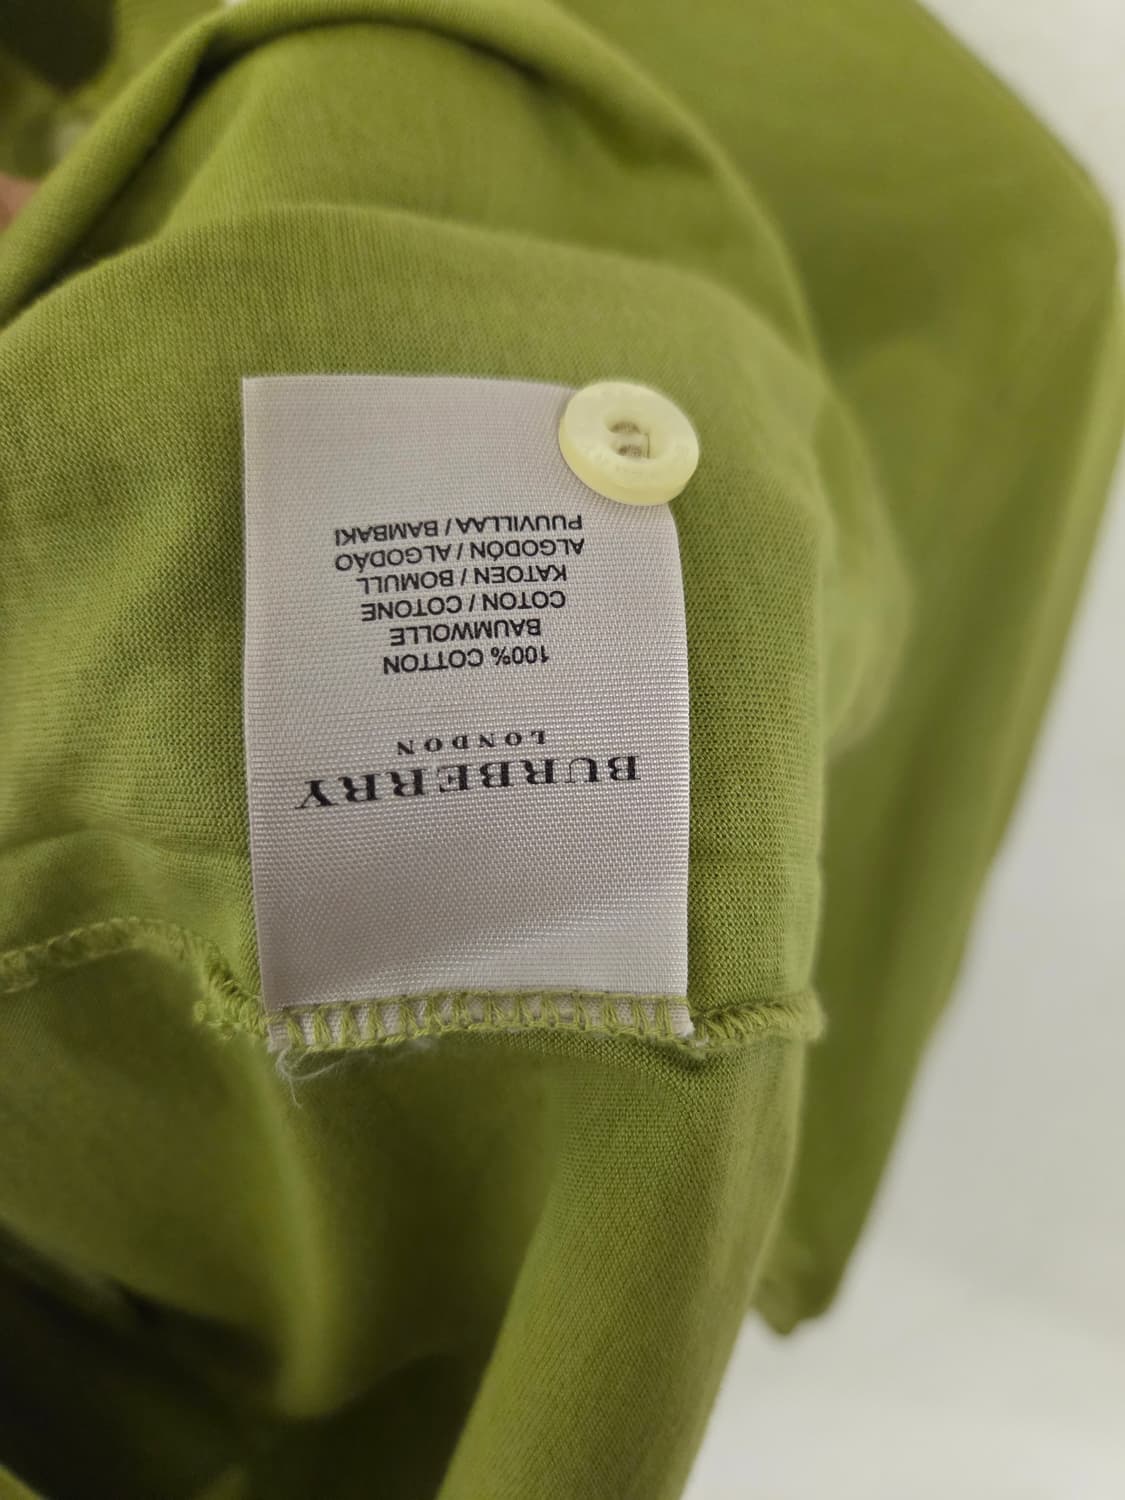 BURBERRY
LONDON
100% COTTON
BAUMWOLLE
COTON / COTONE
KATOEN / BOMULL
ALGODÓN / ALGODÃO
PUUVILLAA / BAMBAKI